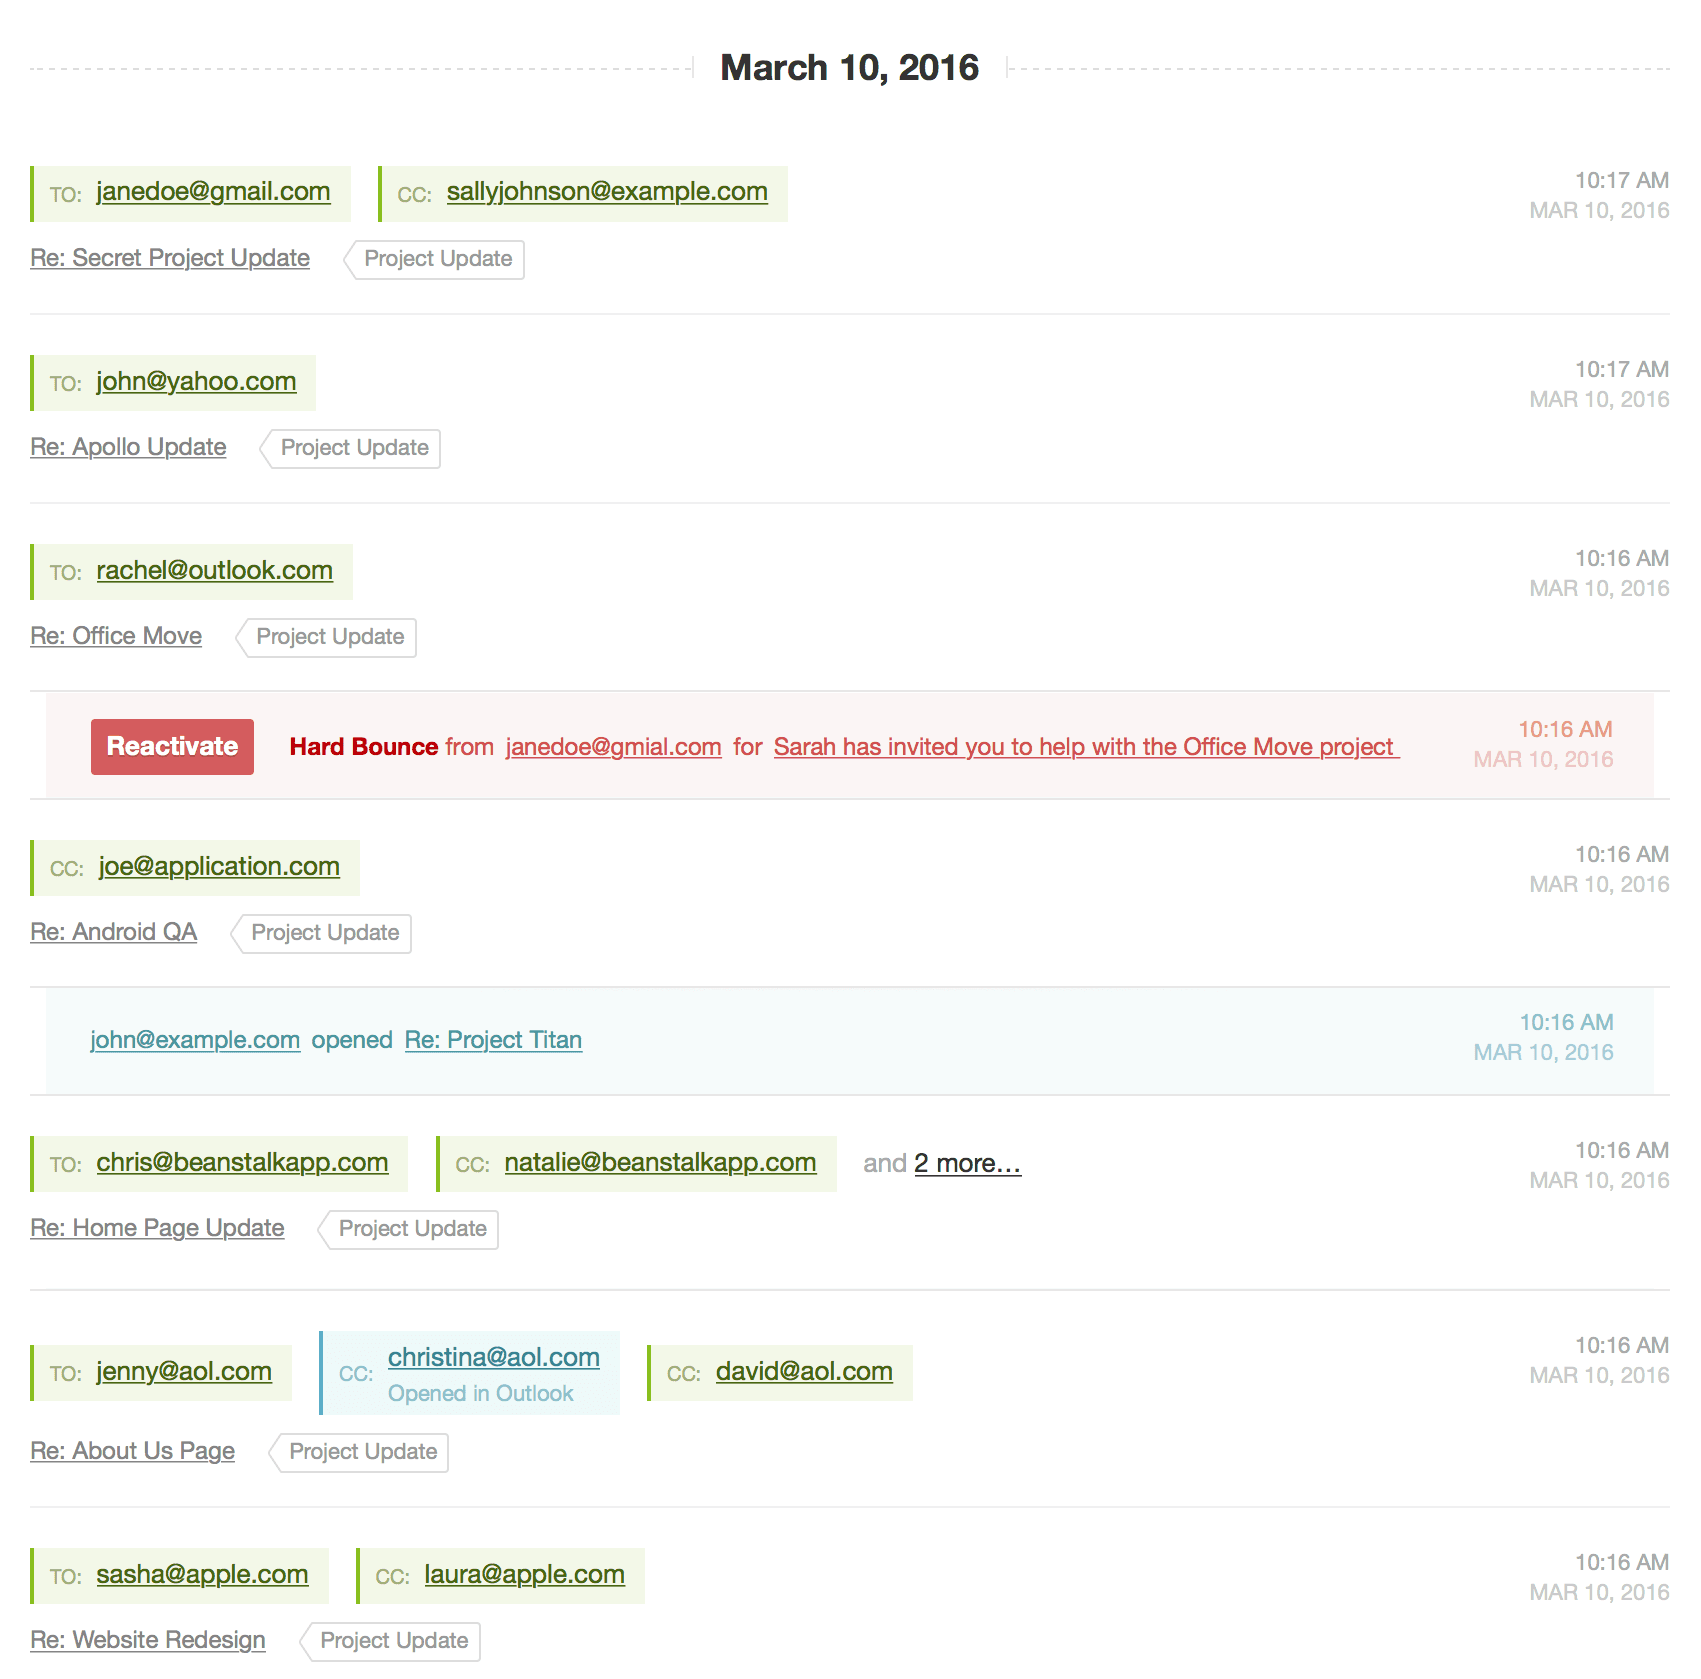 March 10, 2016
TO: janedoe@gmail.com CC: sallyjohnson@example.com 10:17 AM
MAR 10, 2016
Re: Secret Project Update Project Update
TO: john@yahoo.com 10:17 AM
MAR 10, 2016
Re: Apollo Update Project Update
TO: rachel@outlook.com 10:16 AM
MAR 10, 2016
Re: Office Move Project Update
Reactivate Hard Bounce from janedoe@gmial.com for Sarah has invited you to help with the Office Move project 10:16 AM
MAR 10, 2016
CC: joe@application.com 10:16 AM
MAR 10, 2016
Re: Android QA Project Update
john@example.com opened Re: Project Titan 10:16 AM
MAR 10, 2016
TO: chris@beanstalkapp.com CC: natalie@beanstalkapp.com and 2 more... 10:16 AM
MAR 10, 2016
Re: Home Page Update Project Update
TO: jenny@aol.com CC: christina@aol.com CC: david@aol.com 10:16 AM
Opened in Outlook MAR 10, 2016
Re: About Us Page Project Update
TO: sasha@apple.com CC: laura@apple.com 10:16 AM
MAR 10, 2016
Re: Website Redesign Project Update